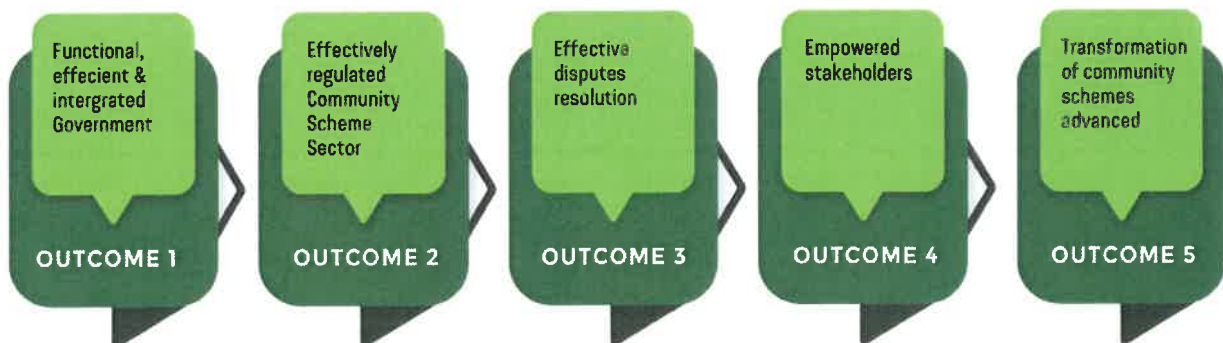 Functional,
effecient &
intergrated
Government
OUTCOME 1
Effectively
regulated
Community
Scheme
Sector
OUTCOME 2
Effective
disputes
resolution
OUTCOME 3
Empowered
stakeholders
OUTCOME 4
Transformation
of community
schemes
advanced
OUTCOME 5